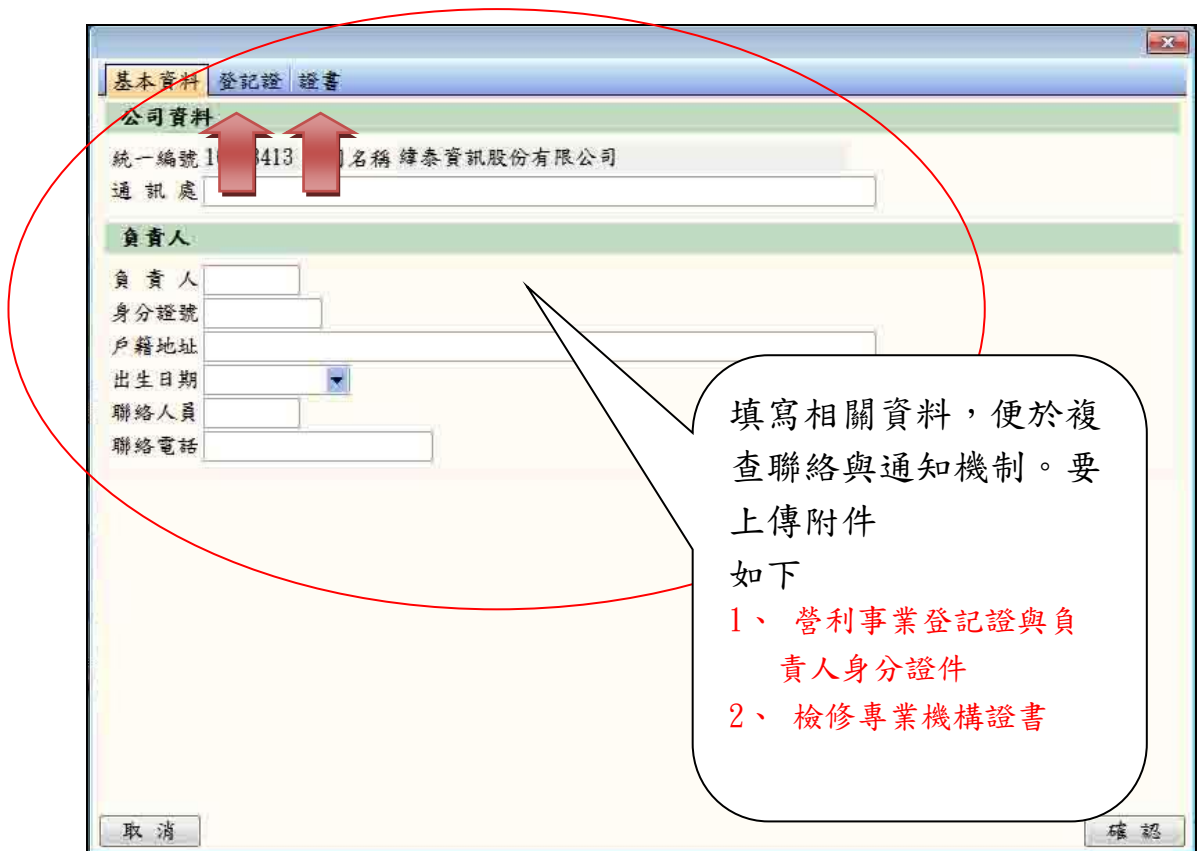 基本資料 登記證 證書
公司資料
統一編號 3413 名稱 緯泰資訊股份有限公司
通訊處
負責人
負責人
身分證號
戶籍地址
出生日期
聯絡人員
聯絡電話
填寫相關資料，便於複
查聯絡與通知機制。要
上傳附件
如下
1、 營利事業登記證與負
責人身分證件
2、 檢修專業機構證書
取消
確認